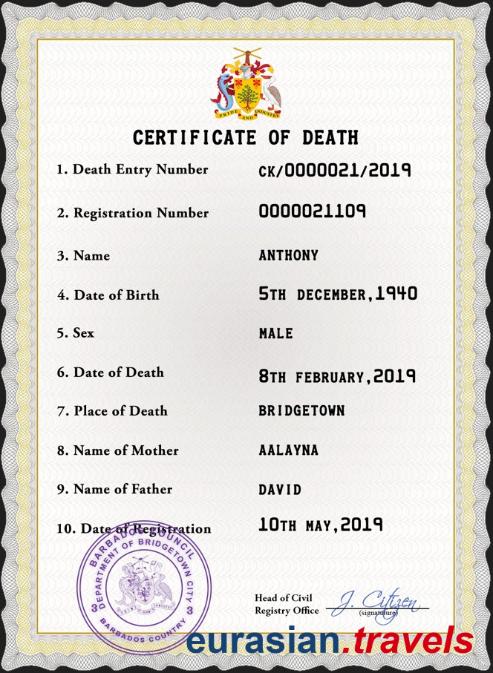 PRIDE AND INDUSTRY
CERTIFICATE OF DEATH
1. Death Entry Number CK/0000021/2019
2. Registration Number 0000021109
3. Name ANTHONY
4. Date of Birth 5TH DECEMBER,1940
5. Sex MALE
6. Date of Death 8TH FEBRUARY,2019
7. Place of Death BRIDGETOWN
8. Name of Mother AALAYNA
9. Name of Father DAVID
10. Date of Registration 10TH MAY,2019
BARBADOS COUNCIL
DEPARTMENT OF BRIDGETOWN CITY
3 3
BARBADOS COUNTRY
Head of Civil
Registry Office J. Citizen
(signature)
eurasian.travels